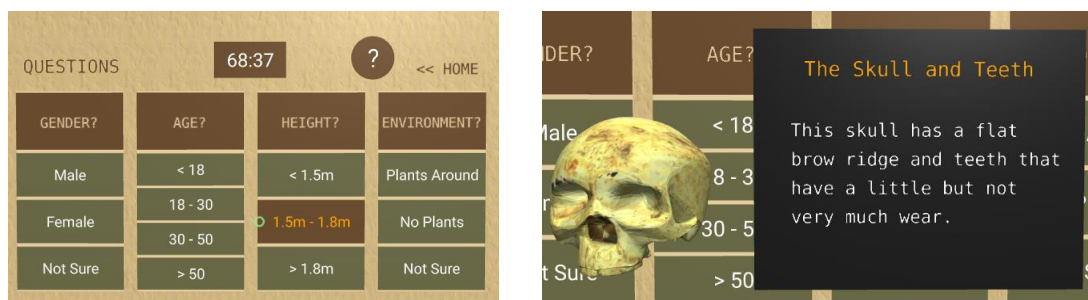 QUESTIONS
68:37
?
<< HOME
GENDER?
AGE?
HEIGHT?
ENVIRONMENT?
Male
Female
Not Sure
< 18
18 - 30
30 - 50
> 50
< 1.5m
1.5m - 1.8m
> 1.8m
Plants Around
No Plants
Not Sure
NDER?
AGE?
Male
t Sure
< 18
8 - 3
30 - 5
> 50
The Skull and Teeth
This skull has a flat
brow ridge and teeth that
have a little but not
very much wear.